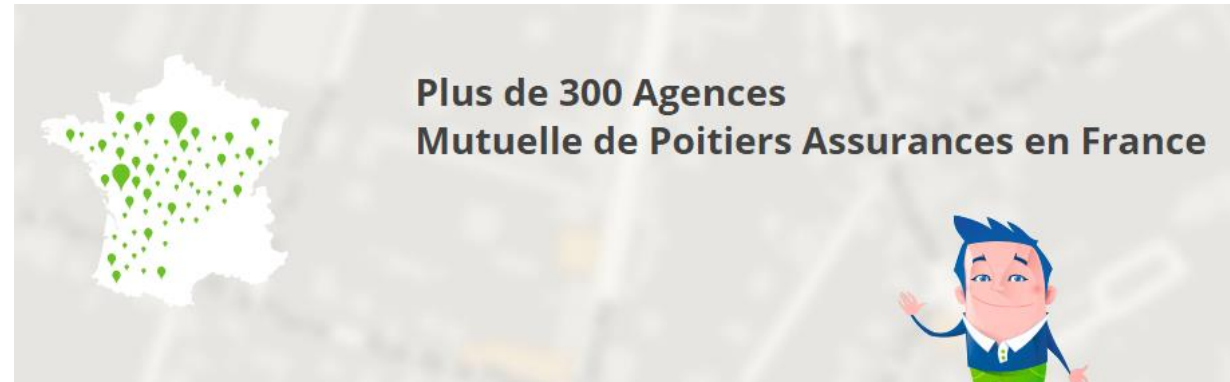 Plus de 300 Agences
Mutuelle de Poitiers Assurances en France